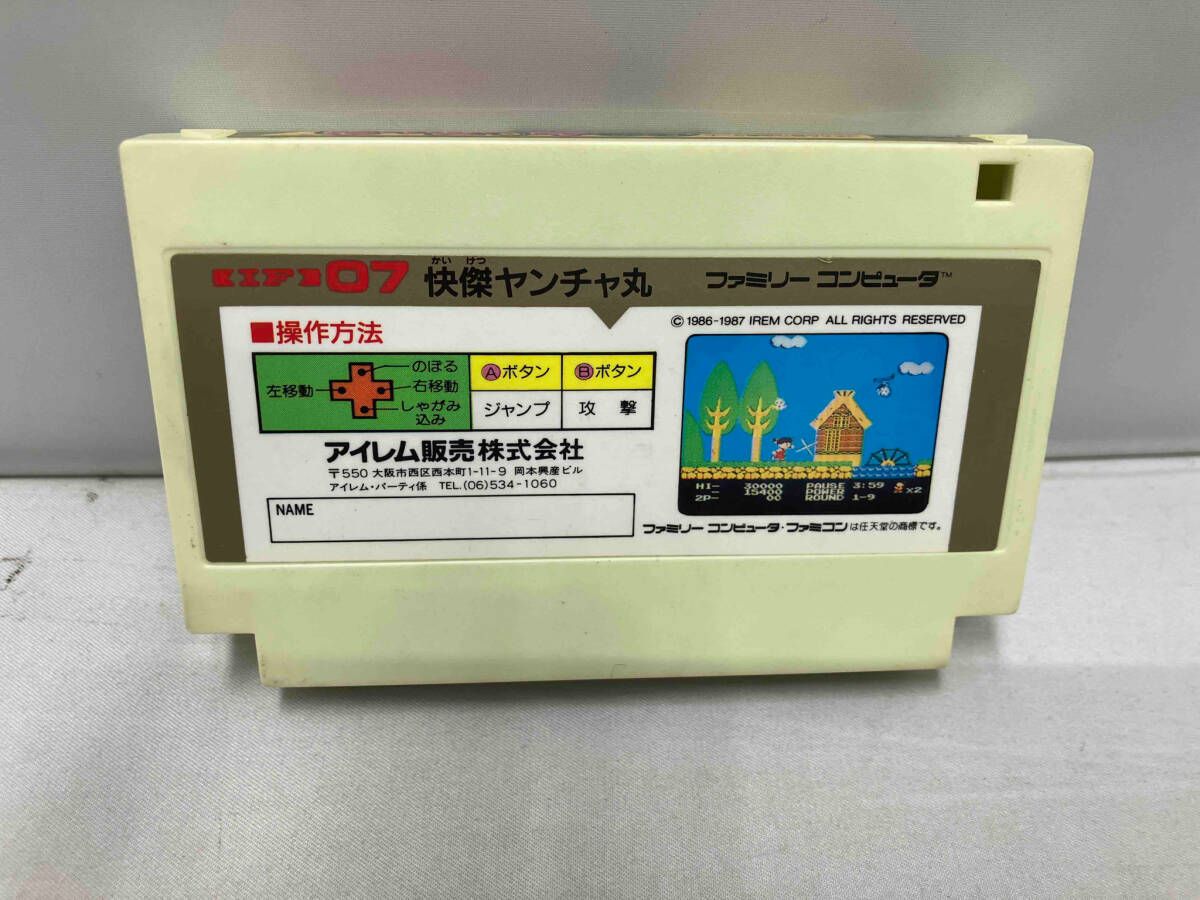 07 快傑ヤンチャ丸 ファミリー コンピュータ™
かい けつ
© 1986-1987 IREM CORP ALL RIGHTS RESERVED
■操作方法
のぼる
左移動
右移動
しゃがみ
込み
Ⓐボタン Ⓑボタン
ジャンプ 攻撃
アイレム販売株式会社
〒550 大阪市西区西本町1-11-9 岡本興産ビル
アイレム・パーティ係 TEL.(06)534-1060
NAME
HI- 30000 PAUSE 3:59
- 15400 POWER ×2
2P- 00 ROUND 1-9
ファミリー コンピュータ・ファミコンは任天堂の商標です。